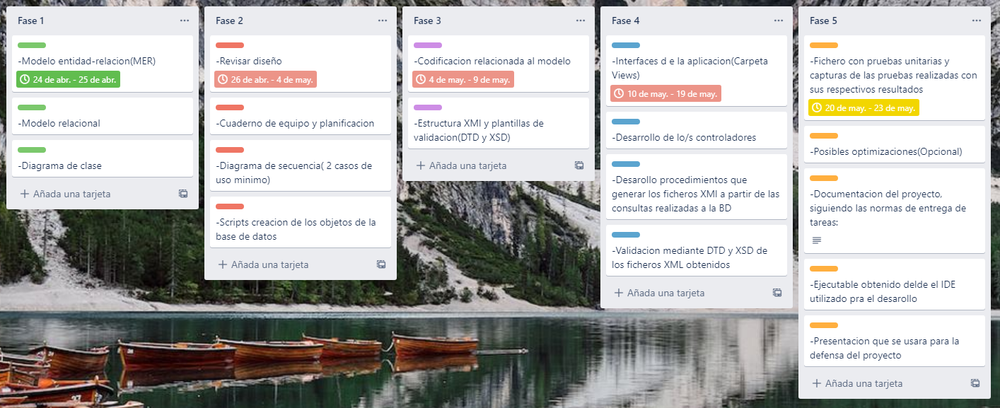 Fase 1
-Modelo entidad-relacion(MER)
24 de abr. - 25 de abr.
-Modelo relacional
-Diagrama de clase
Añada una tarjeta
Fase 2
-Revisar diseño
26 de abr. - 4 de may.
-Cuaderno de equipo y planificacion
-Diagrama de secuencia( 2 casos de
uso minimo)
-Scripts creacion de los objetos de la
base de datos
Añada una tarjeta
Fase 3
-Codificacion relacionada al modelo
4 de may. - 9 de may.
-Estructura XMI y plantillas de
validacion(DTD y XSD)
Añada una tarjeta
Fase 4
-Interfaces d e la aplicacion(Carpeta
Views)
10 de may. - 19 de may.
-Desarrollo de lo/s controladores
-Desarollo procedimientos que
generar los ficheros XMI a partir de las
consultas realizadas a la BD
-Validacion mediante DTD y XSD de
los ficheros XML obtenidos
Añada una tarjeta
Fase 5
-Fichero con pruebas unitarias y
capturas de las pruebas realizadas con
sus respectivos resultados
20 de may. - 23 de may.
-Posibles optimizaciones(Opcional)
-Documentacion del proyecto,
siguiendo las normas de entrega de
tareas:
-Ejecutable obtenido delde el IDE
utilizado pra el desarollo
-Presentacion que se usara para la
defensa del proyecto
Añada una tarjeta